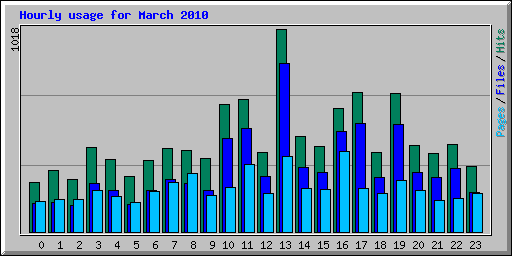 Hourly usage for March 2010
1018
Pages/Files/Hits
0 1 2 3 4 5 6 7 8 9 10 11 12 13 14 15 16 17 18 19 20 21 22 23